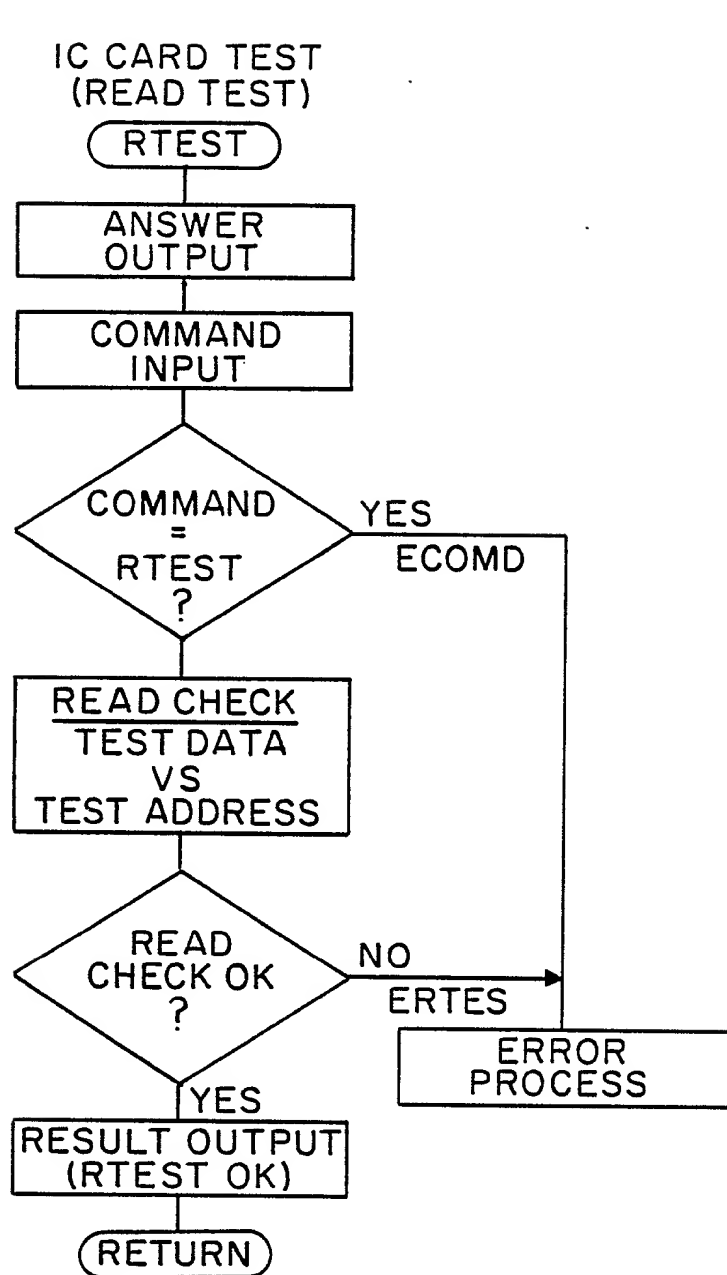 IC CARD TEST
(READ TEST)
RTEST
ANSWER
OUTPUT
COMMAND
INPUT
COMMAND
=
RTEST
?
YES
ECOMD
READ CHECK
TEST DATA
VS
TEST ADDRESS
READ
CHECK OK
?
NO
ERTES
ERROR
PROCESS
YES
RESULT OUTPUT
(RTEST OK)
RETURN